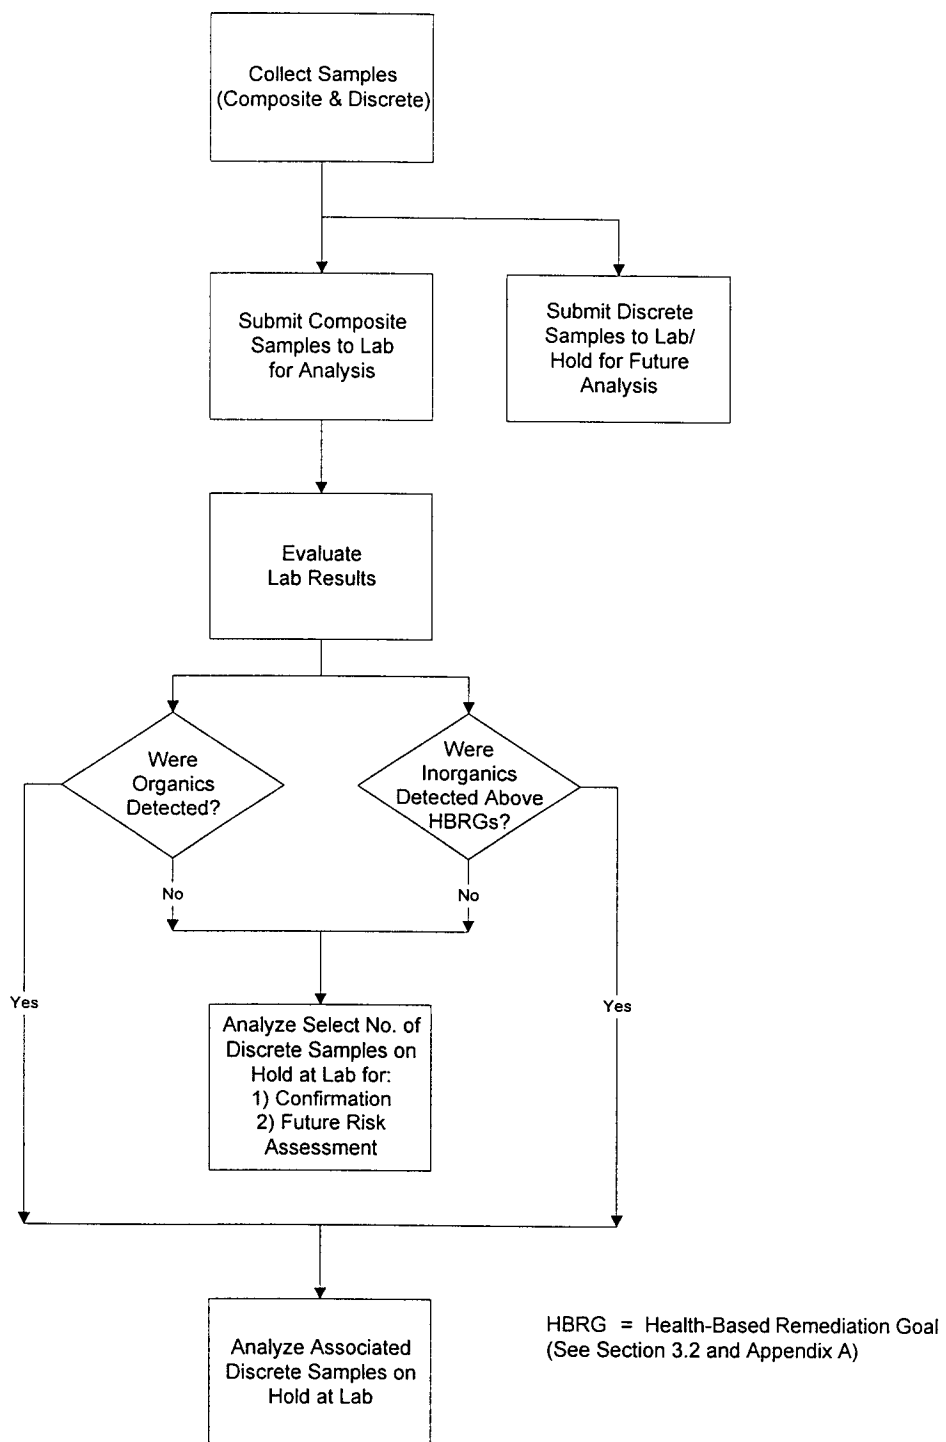 Collect Samples
(Composite & Discrete)
Submit Composite
Samples to Lab
for Analysis
Submit Discrete
Samples to Lab/
Hold for Future
Analysis
Evaluate
Lab Results
Were
Organics
Detected?
Were
Inorganics
Detected Above
HBRGs?
No
No
Yes
Yes
Analyze Select No. of
Discrete Samples on
Hold at Lab for:
1) Confirmation
2) Future Risk
Assessment
Analyze Associated
Discrete Samples on
Hold at Lab
HBRG = Health-Based Remediation Goal
(See Section 3.2 and Appendix A)